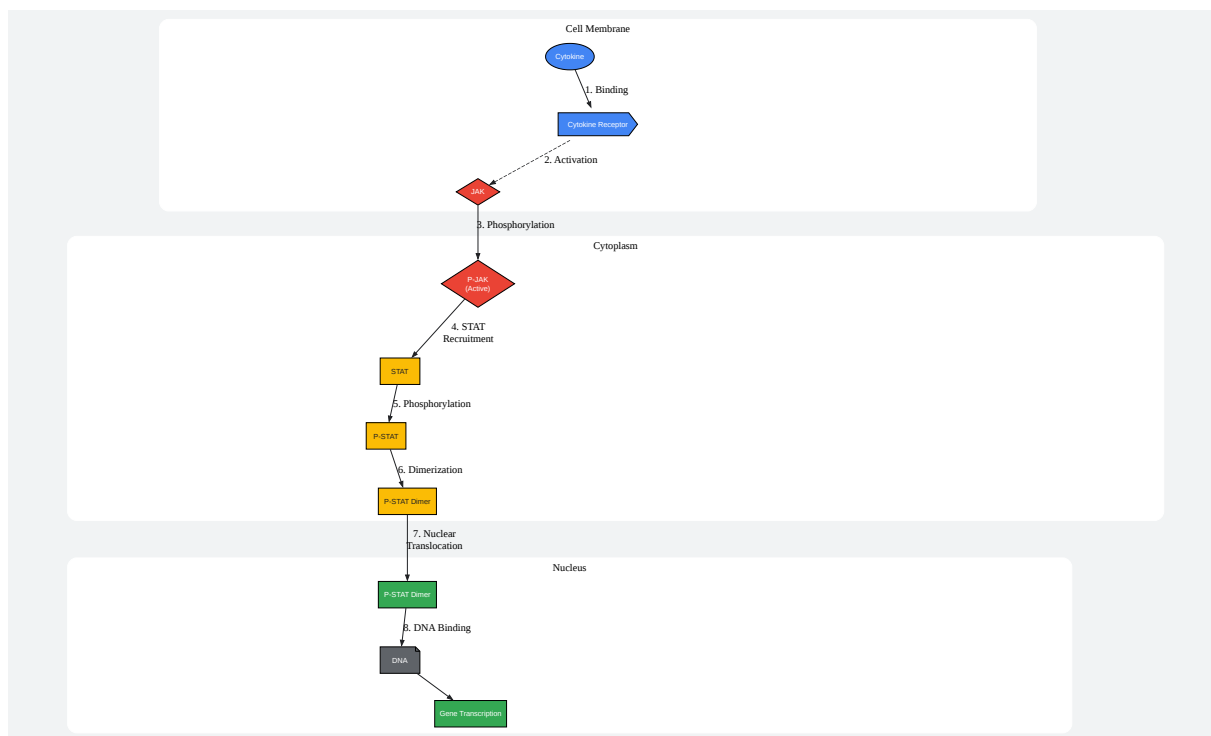 Cell Membrane
Cytokine
1. Binding
Cytokine Receptor
2. Activation
JAK
3. Phosphorylation
Cytoplasm
P-JAK
(Active)
4. STAT
Recruitment
STAT
5. Phosphorylation
P-STAT
6. Dimerization
P-STAT Dimer
7. Nuclear
Translocation
Nucleus
P-STAT Dimer
8. DNA Binding
DNA
Gene Transcription